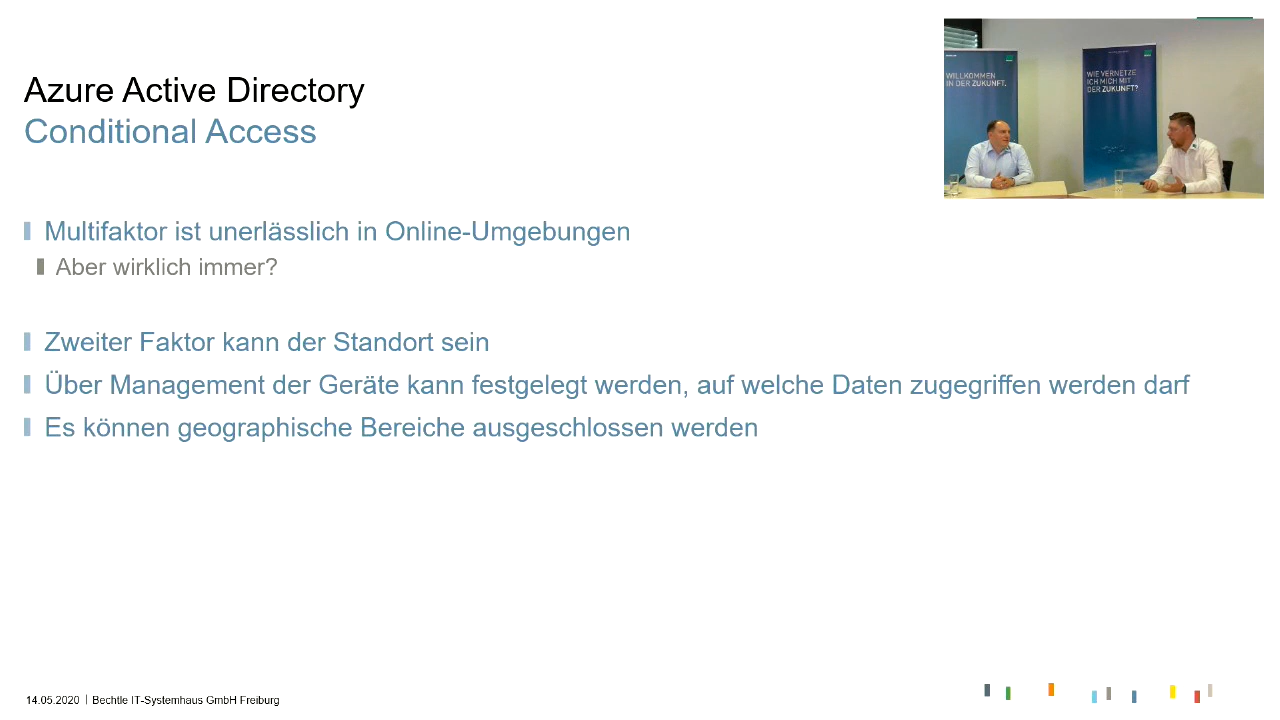 Azure Active Directory
Conditional Access
WILLKOMMEN
IN DER ZUKUNFT.
WIE VERNETZE
ICH MICH MIT
DER ZUKUNFT?
Multifaktor ist unerlässlich in Online-Umgebungen
Aber wirklich immer?
Zweiter Faktor kann der Standort sein
Über Management der Geräte kann festgelegt werden, auf welche Daten zugegriffen werden darf
Es können geographische Bereiche ausgeschlossen werden
14.05.2020 | Bechtle IT-Systemhaus GmbH Freiburg